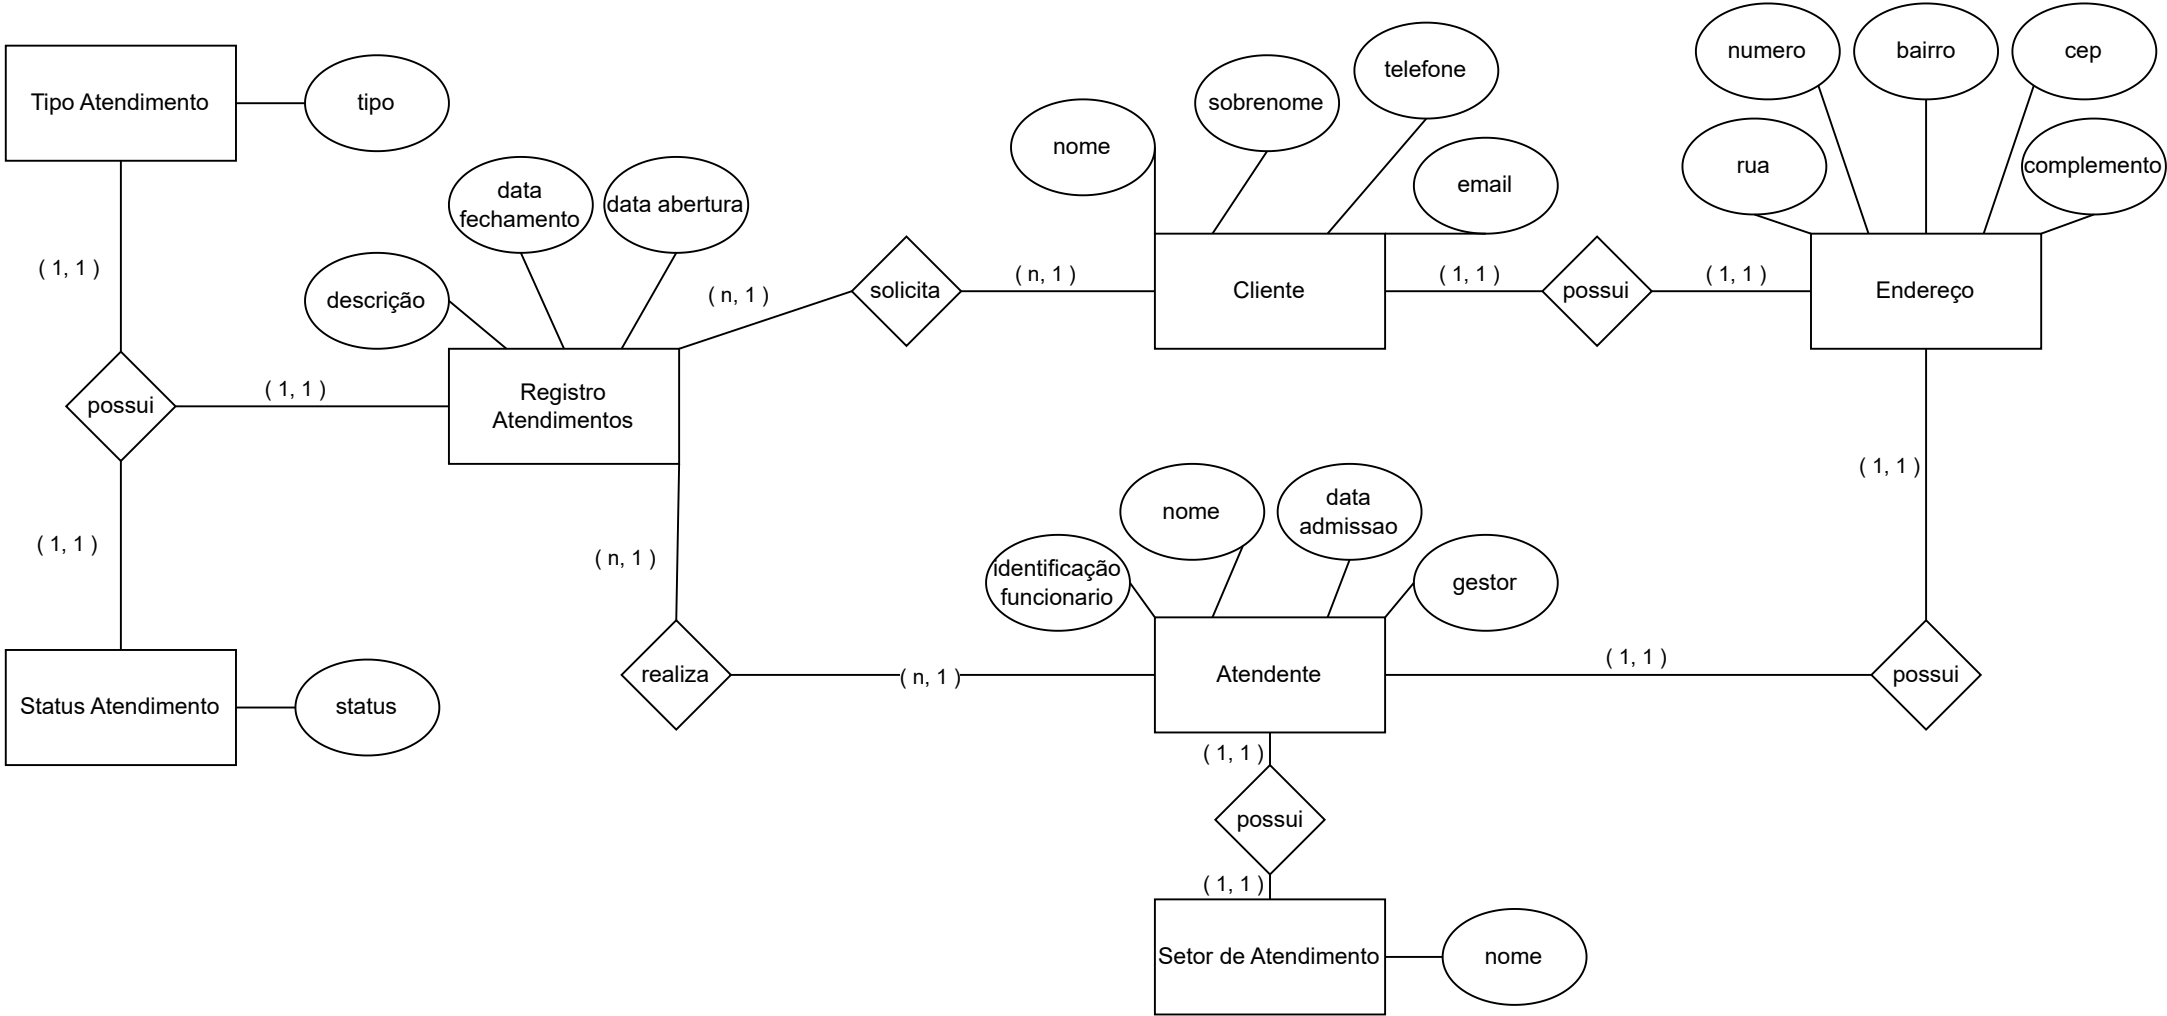 numero
bairro
cep
telefone
Tipo Atendimento
tipo
sobrenome
nome
email
rua
complemento
data
fechamento
data abertura
( 1, 1 )
descrição
( n, 1 )
solicita
( n, 1 )
Cliente
( 1, 1 )
possui
( 1, 1 )
Endereço
possui
( 1, 1 )
Registro
Atendimentos
( 1, 1 )
( 1, 1 )
( n, 1 )
identificação
funcionario
nome
data
admissao
gestor
Status Atendimento
status
realiza
( n, 1 )
Atendente
( 1, 1 )
possui
( 1, 1 )
possui
( 1, 1 )
Setor de Atendimento
nome